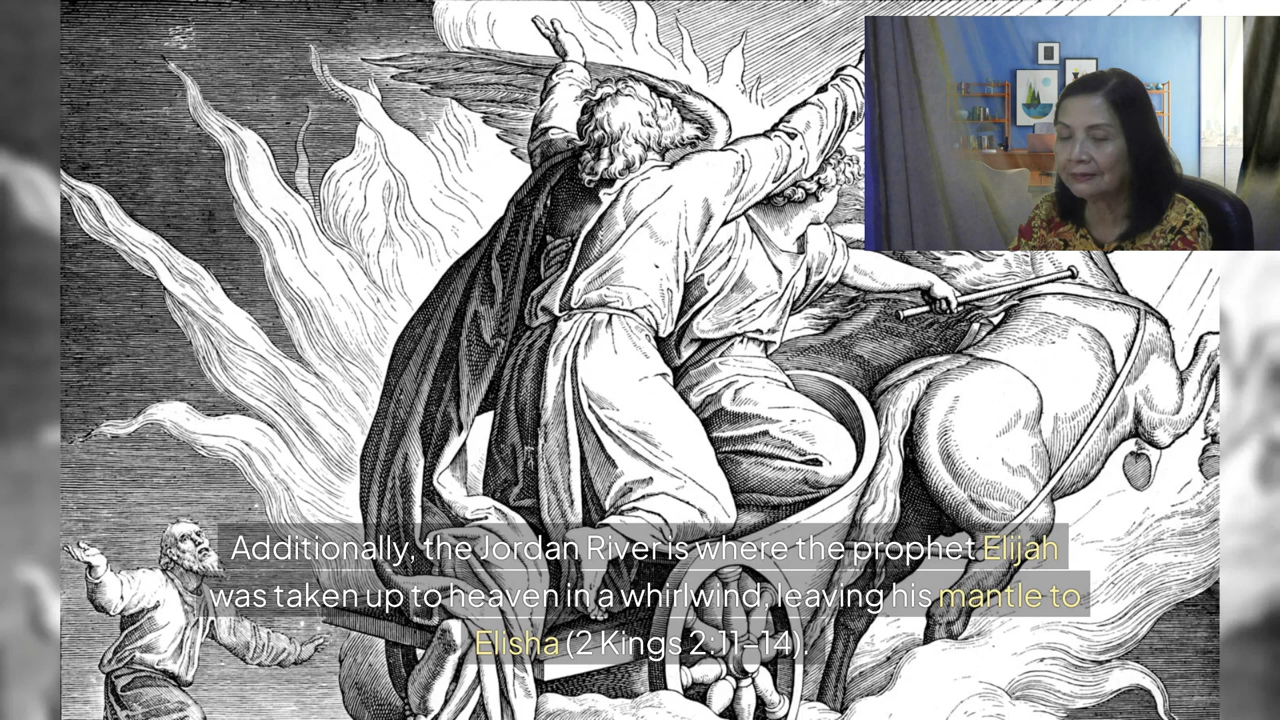 Additionally, the Jordan River is where the prophet Elijah
was taken up to heaven in a whirlwind, leaving his mantle to
Elisha (2 Kings 2:11–14).